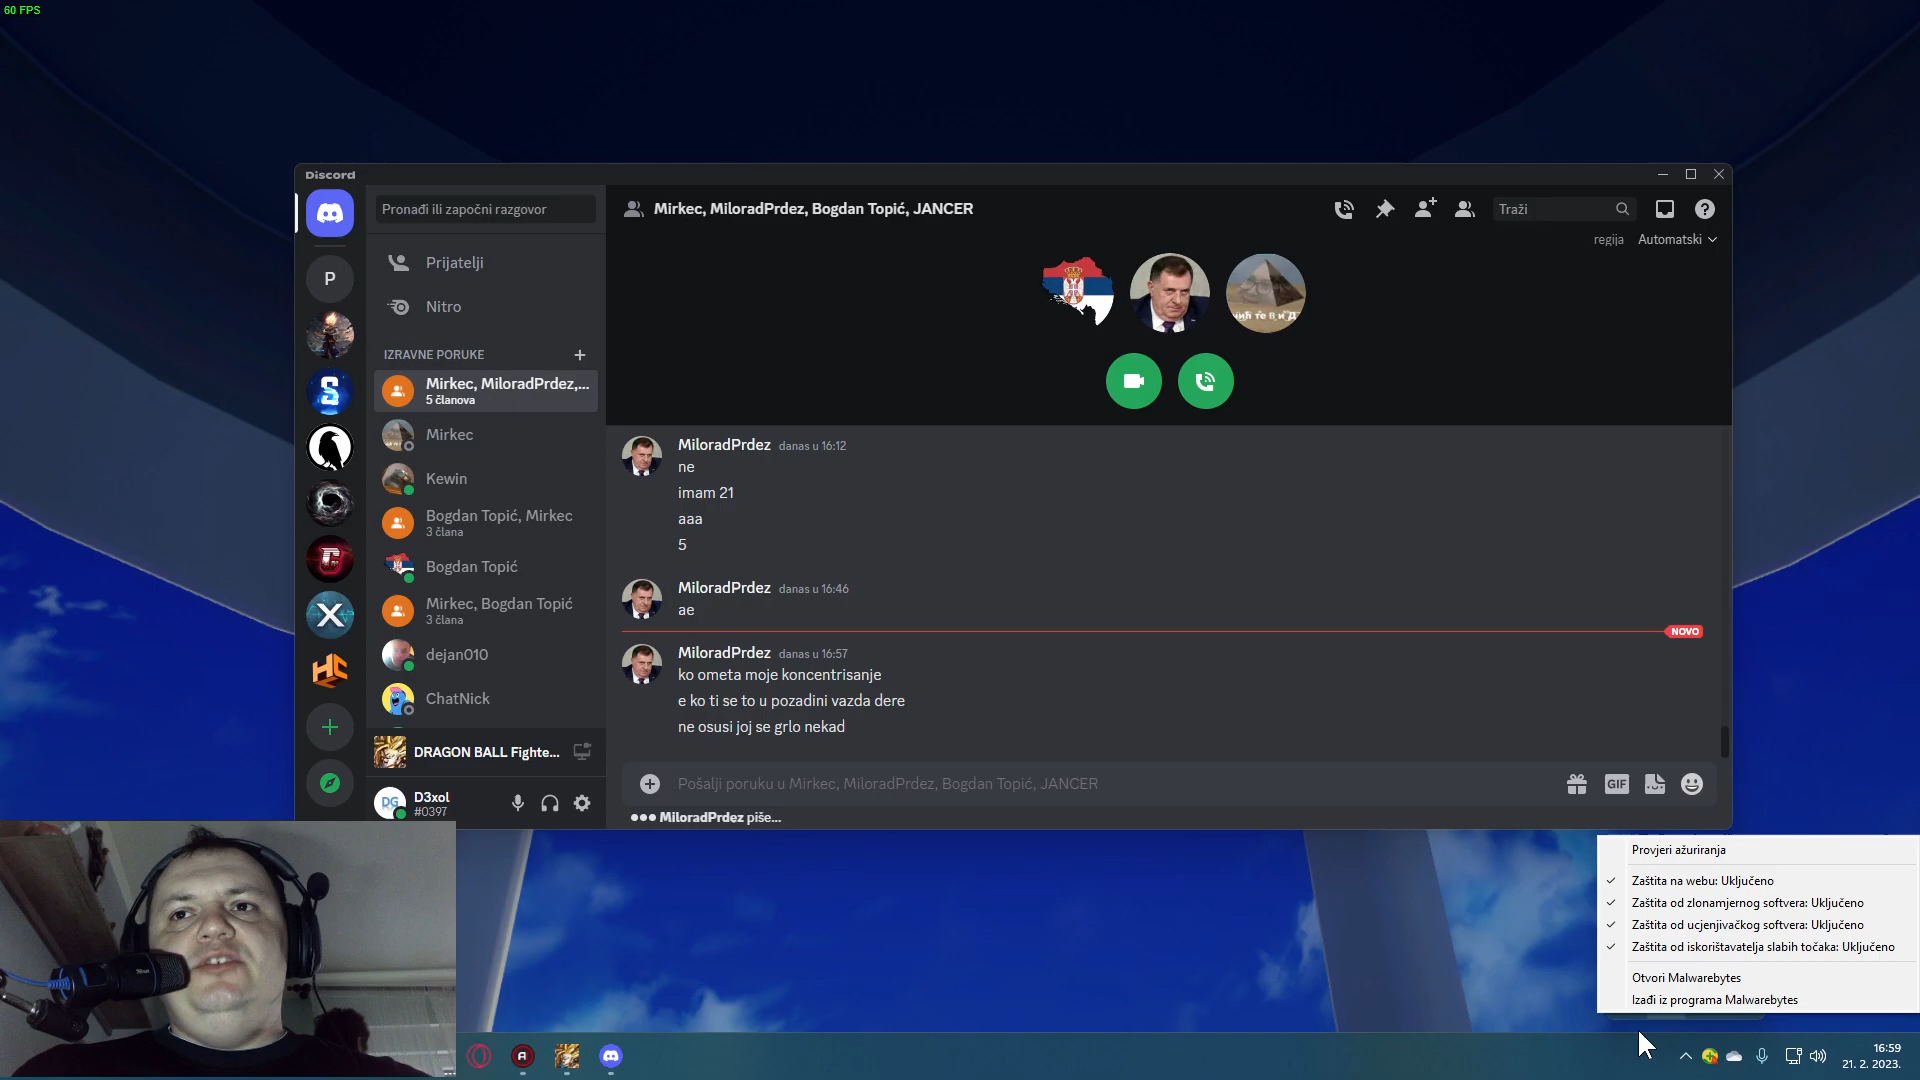 60 FPS
Discord
Pronađi ili započni razgovor
Prijatelji
Nitro
IZRAVNE PORUKE
Mirkec, MiloradPrdez,...
5 članova
Mirkec
Kewin
Bogdan Topić, Mirkec
3 člana
Bogdan Topić
Mirkec, Bogdan Topić
3 člana
dejan010
ChatNick
DRAGON BALL Fighte...
D3xol
#0397
P
Mirkec, MiloradPrdez, Bogdan Topić, JANCER
Traži
regija Automatski
MiloradPrdez danas u 16:12
ne
imam 21
aaa
5
MiloradPrdez danas u 16:46
ae
NOVO
MiloradPrdez danas u 16:57
ko ometa moje koncentrisanje
e ko ti se to u pozadini vazda dere
ne osusi joj se grlo nekad
Pošalji poruku u Mirkec, MiloradPrdez, Bogdan Topić, JANCER
GIF
MiloradPrdez piše...
Provjeri ažuriranja
Zaštita na webu: Uključeno
Zaštita od zlonamjernog softvera: Uključeno
Zaštita od ucjenjivačkog softvera: Uključeno
Zaštita od iskorištavatelja slabih točaka: Uključeno
Otvori Malwarebytes
Izađi iz programa Malwarebytes
16:59
21. 2. 2023.